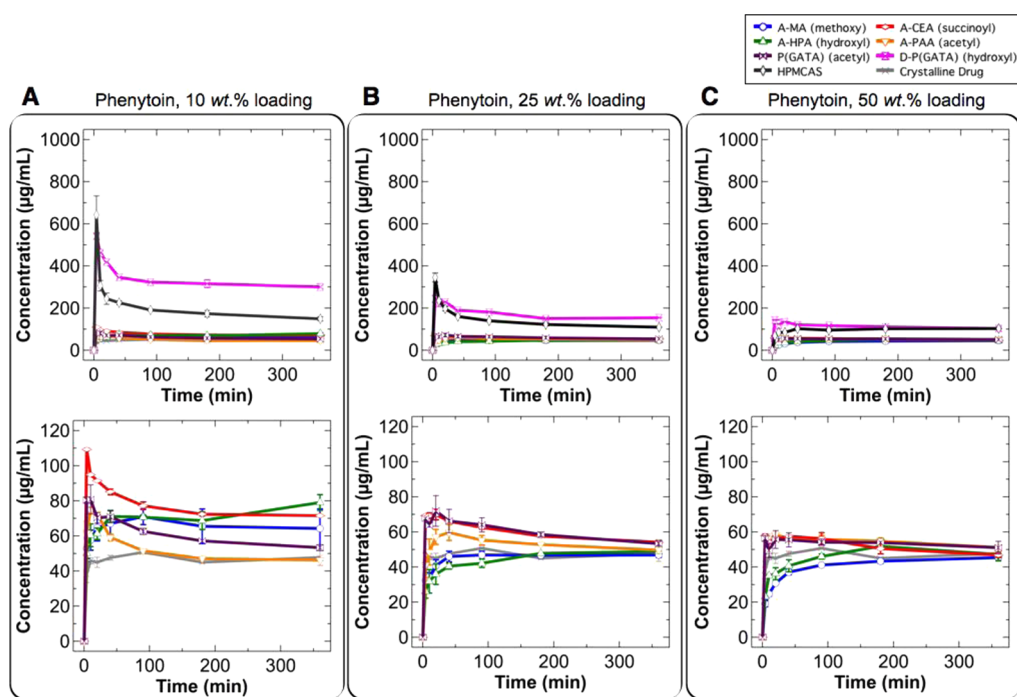 A-MA (methoxy) A-CEA (succinoyl)
A-HPA (hydroxyl) A-PAA (acetyl)
P(GATA) (acetyl) D-P(GATA) (hydroxyl)
HPMCAS Crystalline Drug
A Phenytoin, 10 wt.% loading
B Phenytoin, 25 wt.% loading
C Phenytoin, 50 wt.% loading
Concentration (µg/mL)
1000
800
600
400
200
0
0 100 200 300
Time (min)
Concentration (µg/mL)
1000
800
600
400
200
0
0 100 200 300
Time (min)
Concentration (µg/mL)
1000
800
600
400
200
0
0 100 200 300
Time (min)
Concentration (µg/mL)
120
100
80
60
40
20
0
0 100 200 300
Time (min)
Concentration (µg/mL)
120
100
80
60
40
20
0
0 100 200 300
Time (min)
Concentration (µg/mL)
120
100
80
60
40
20
0
0 100 200 300
Time (min)